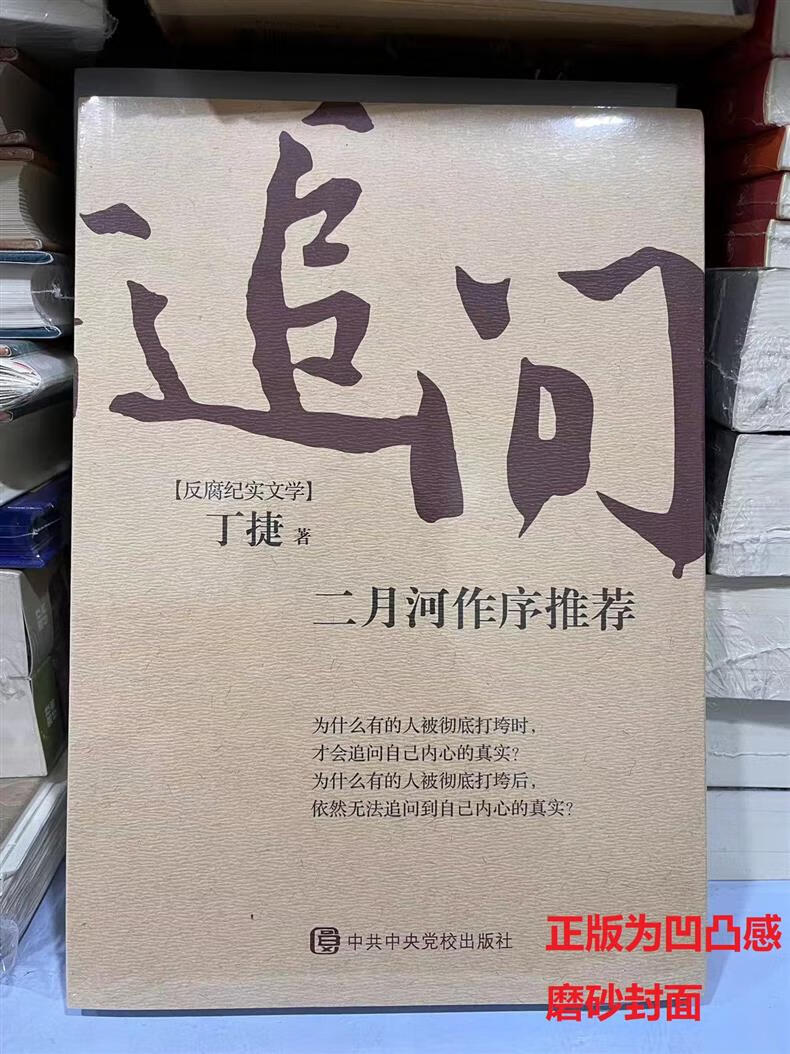 追问
【反腐纪实文学】
丁捷 著
二月河作序推荐
为什么有的人被彻底打垮时，
才会追问自己内心的真实？
为什么有的人被彻底打垮后，
依然无法追问到自己内心的真实？
中共中央党校出版社
正版为凹凸感
磨砂封面